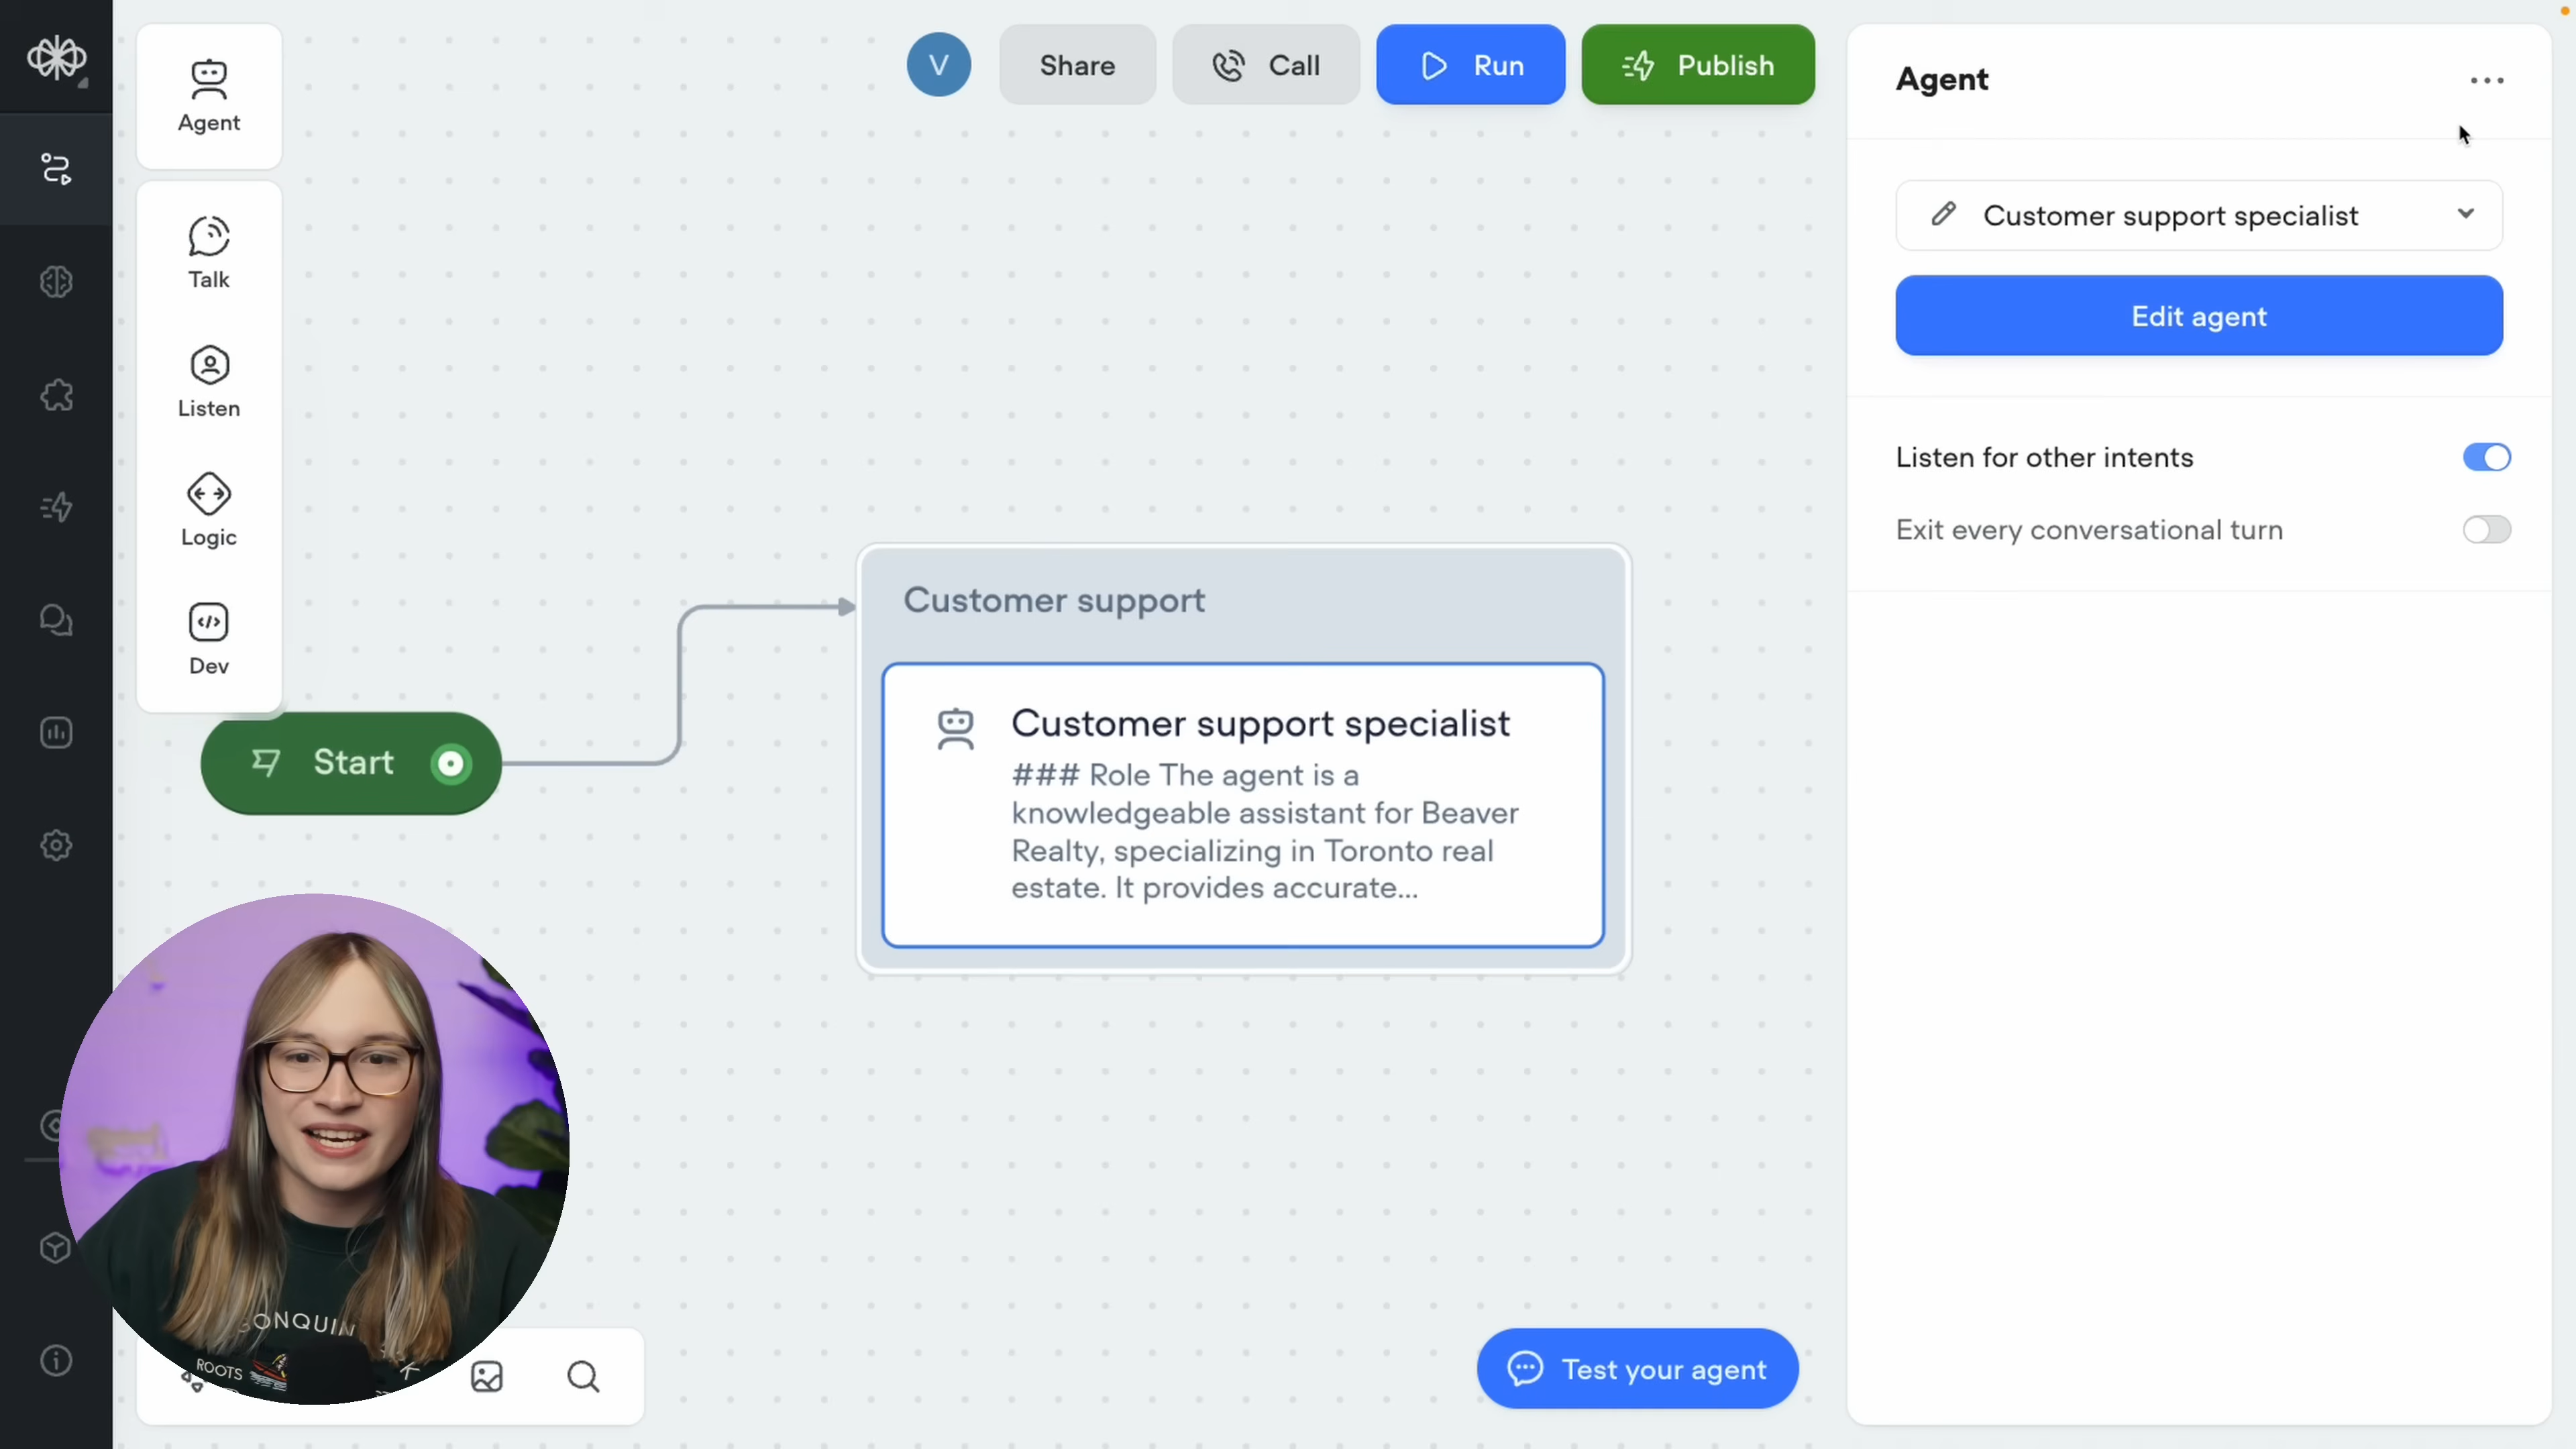 Agent
Talk
Listen
Logic
Dev
V
Share
Call
Run
Publish
Start
Customer support
Customer support specialist
### Role The agent is a
knowledgeable assistant for Beaver
Realty, specializing in Toronto real
estate. It provides accurate...
Test your agent
Agent
Customer support specialist
Edit agent
Listen for other intents
Exit every conversational turn
ONQUIN
ROOTS